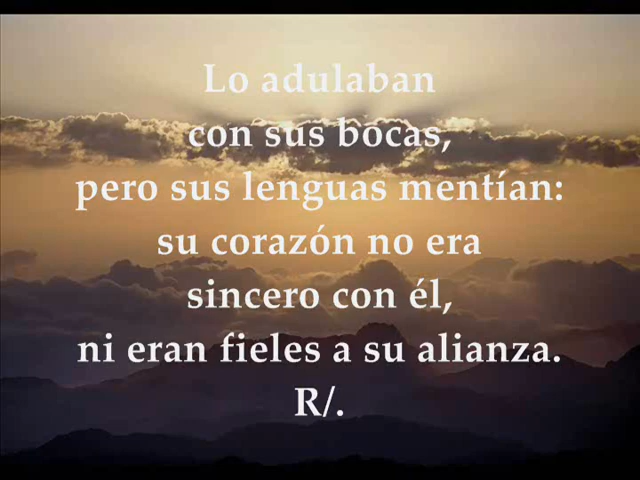 Lo adulaban
con sus bocas,
pero sus lenguas mentían:
su corazón no era
sincero con él,
ni eran fieles a su alianza.
R/.